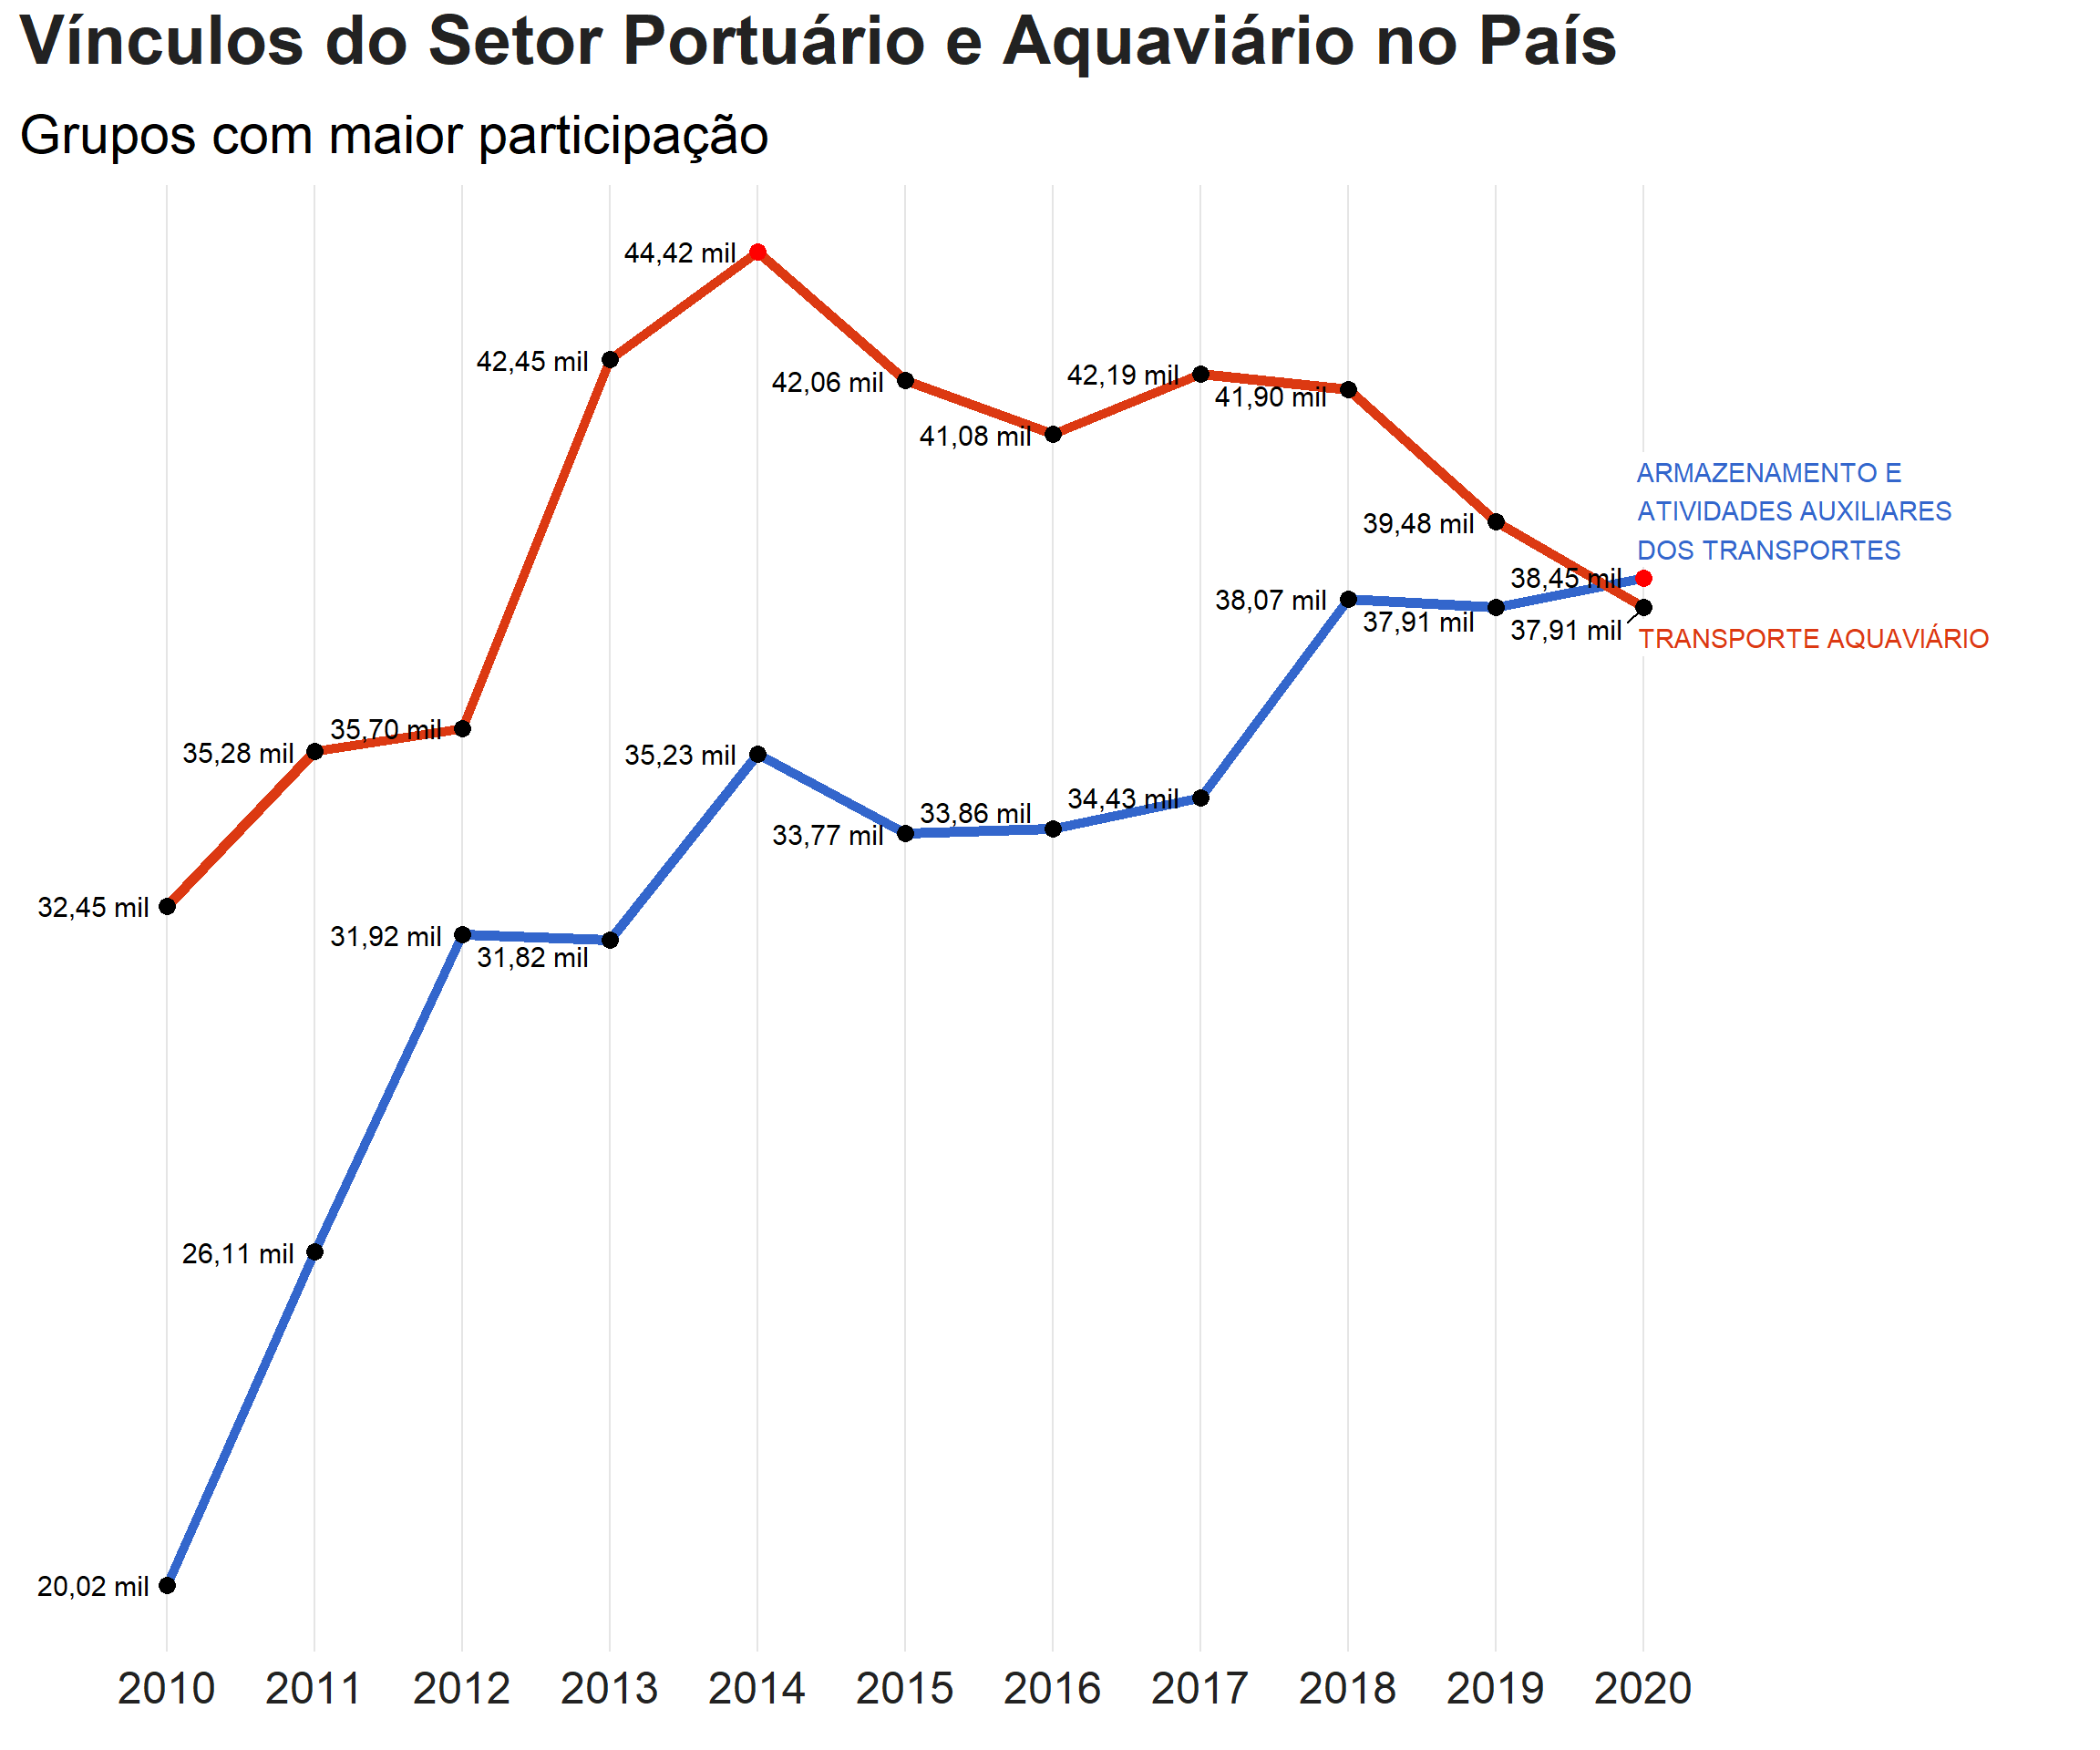 Vínculos do Setor Portuário e Aquaviário no País
Grupos com maior participação
44,42 mil
42,45 mil
42,06 mil
42,19 mil
41,90 mil
41,08 mil
ARMAZENAMENTO E
ATIVIDADES AUXILIARES
DOS TRANSPORTES
39,48 mil
38,45 mil
38,07 mil
37,91 mil
37,91 mil
TRANSPORTE AQUAVIÁRIO
35,28 mil
35,70 mil
35,23 mil
33,77 mil
33,86 mil
34,43 mil
32,45 mil
31,92 mil
31,82 mil
26,11 mil
20,02 mil
2010 2011 2012 2013 2014 2015 2016 2017 2018 2019 2020